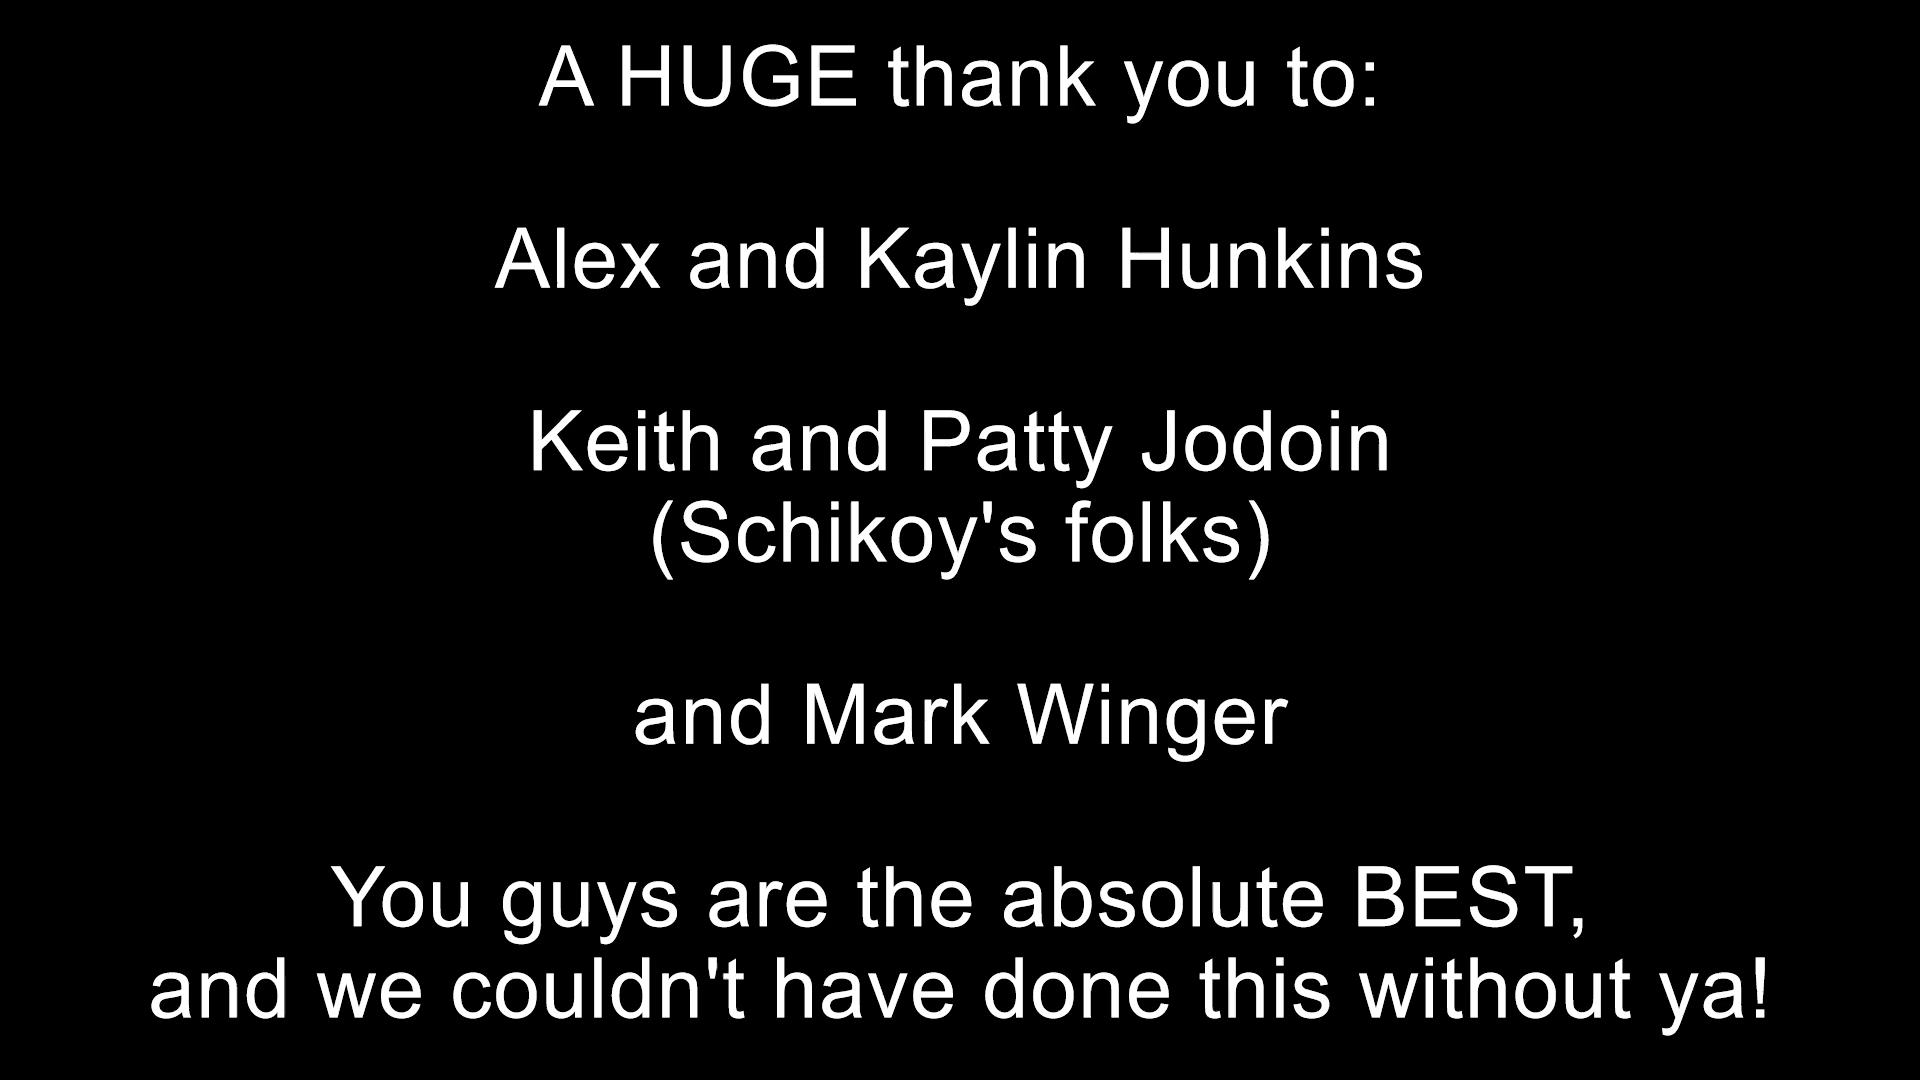 A HUGE thank you to:
Alex and Kaylin Hunkins
Keith and Patty Jodoin
(Schikoy's folks)
and Mark Winger
You guys are the absolute BEST,
and we couldn't have done this without ya!